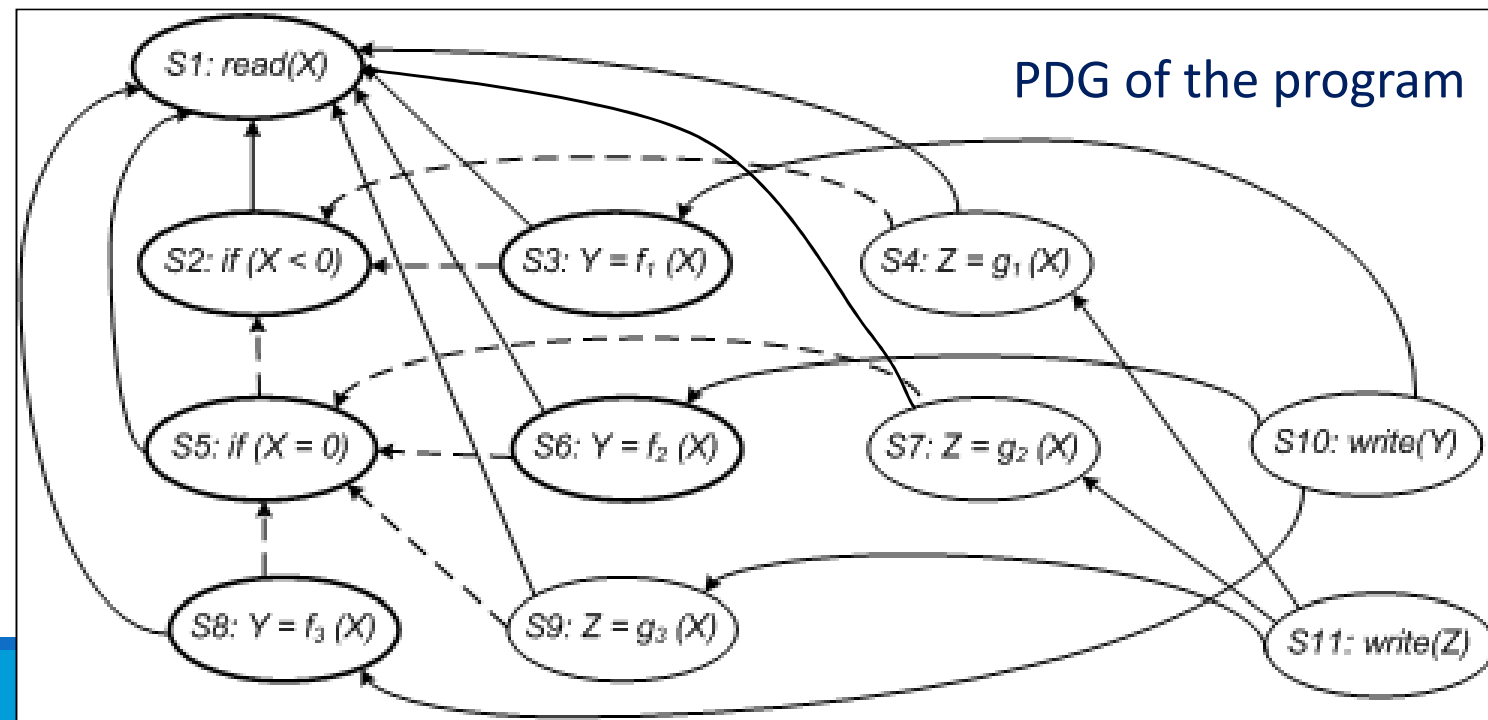 S1: read(X)
PDG of the program
S2: if (X < 0)
S3: Y = f₁ (X)
S4: Z = g₁ (X)
S5: if (X = 0)
S6: Y = f₂ (X)
S7: Z = g₂ (X)
S10: write(Y)
S8: Y = f₃ (X)
S9: Z = g₃ (X)
S11: write(Z)